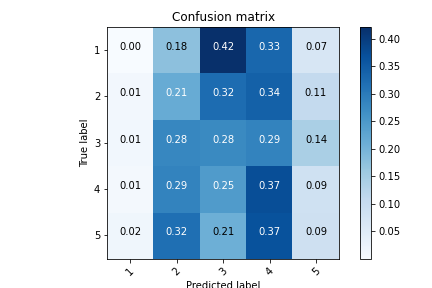 Confusion matrix
1 0.00 0.18 0.42 0.33 0.07
2 0.01 0.21 0.32 0.34 0.11
3 0.01 0.28 0.28 0.29 0.14
4 0.01 0.29 0.25 0.37 0.09
5 0.02 0.32 0.21 0.37 0.09
1 2 3 4 5
True label
Predicted label
0.40
0.35
0.30
0.25
0.20
0.15
0.10
0.05